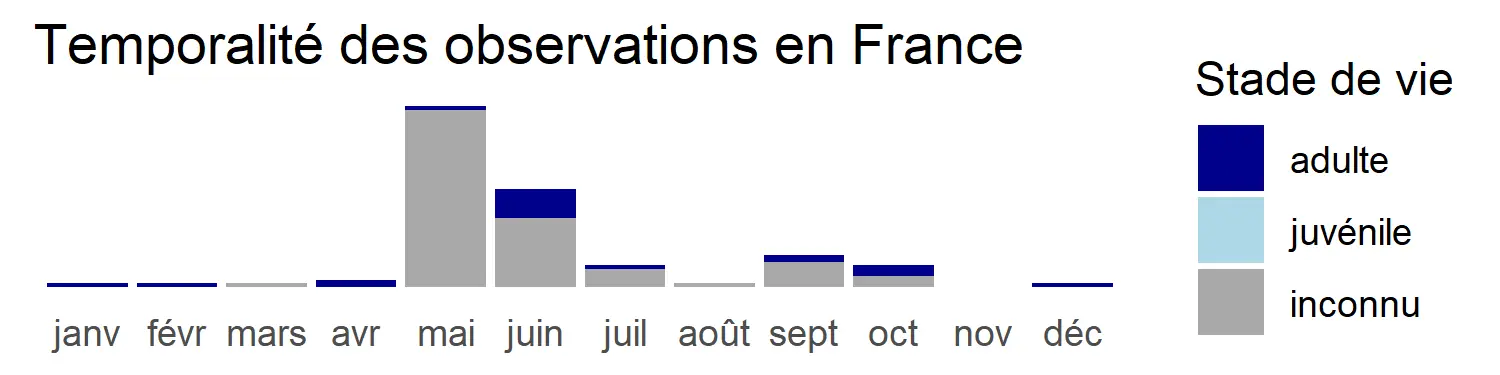 Temporalité des observations en France
Stade de vie
adulte
juvénile
inconnu
janv févr mars avr mai juin juil août sept oct nov déc